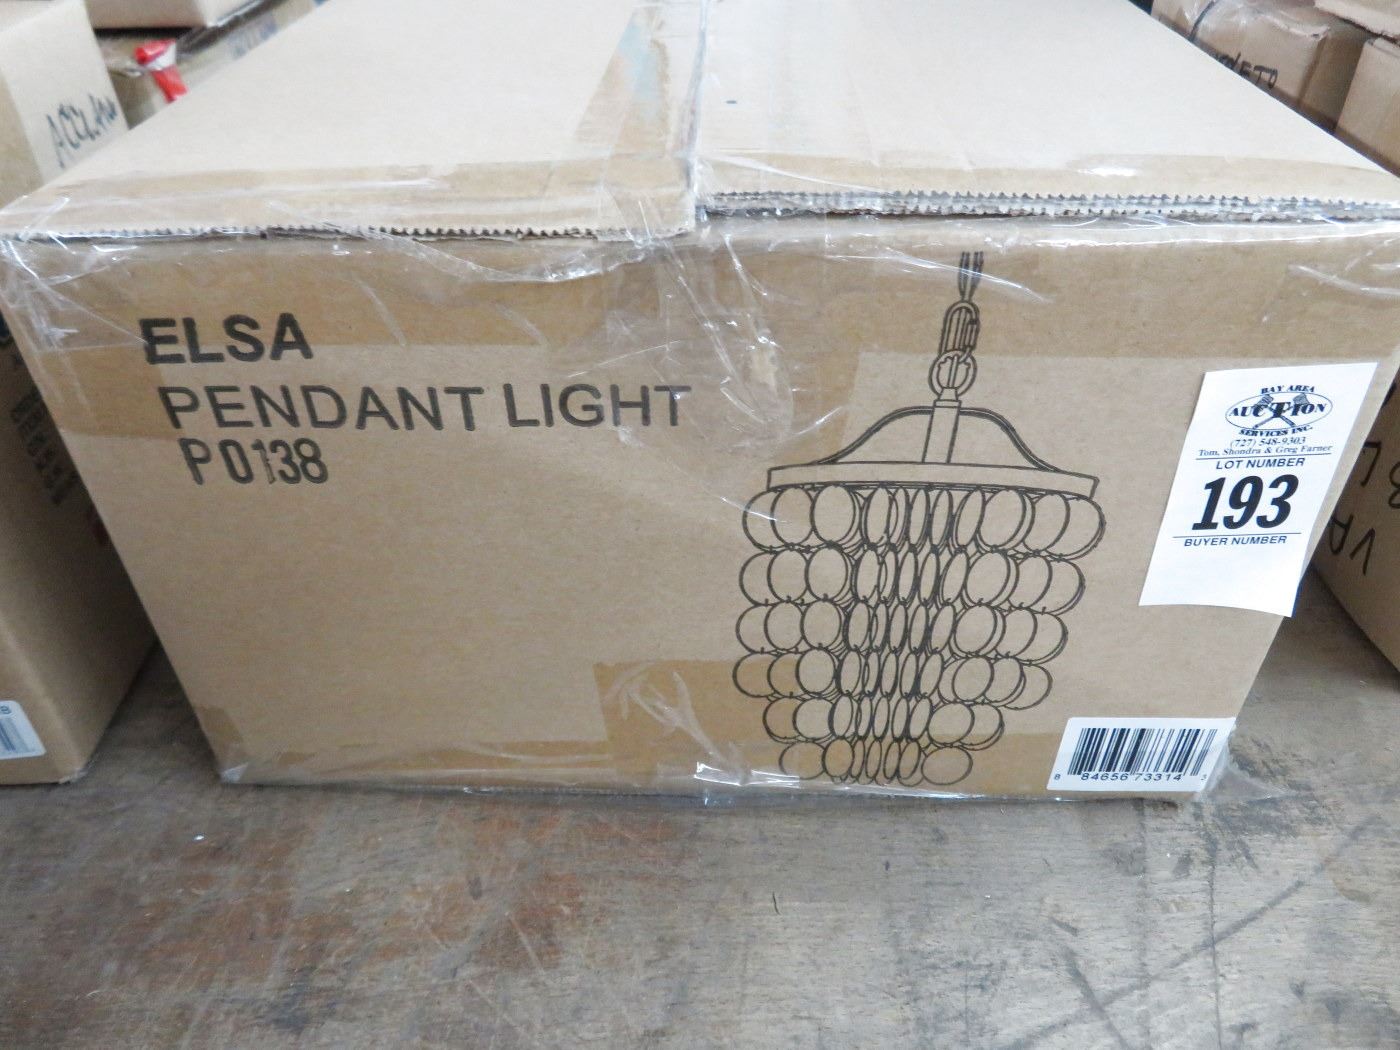 ELSA
PENDANT LIGHT
P0138
BAY AREA
AUCTION
SERVICES INC.
(727) 548-9303
Tom, Shondra & Greg Farner
LOT NUMBER
193
BUYER NUMBER
8 84656 73314 3